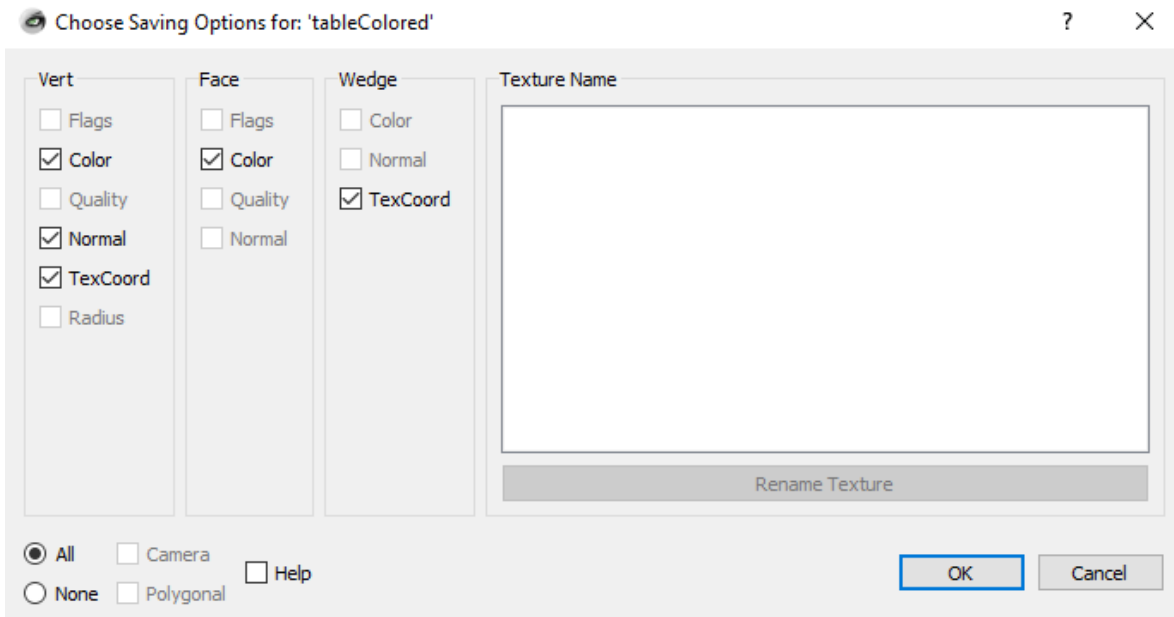 Choose Saving Options for: 'tableColored'
?
Vert
Flags
Color
Quality
Normal
TexCoord
Radius
Face
Flags
Color
Quality
Normal
Wedge
Color
Normal
TexCoord
Texture Name
Rename Texture
All
None
Camera
Polygonal
Help
OK
Cancel